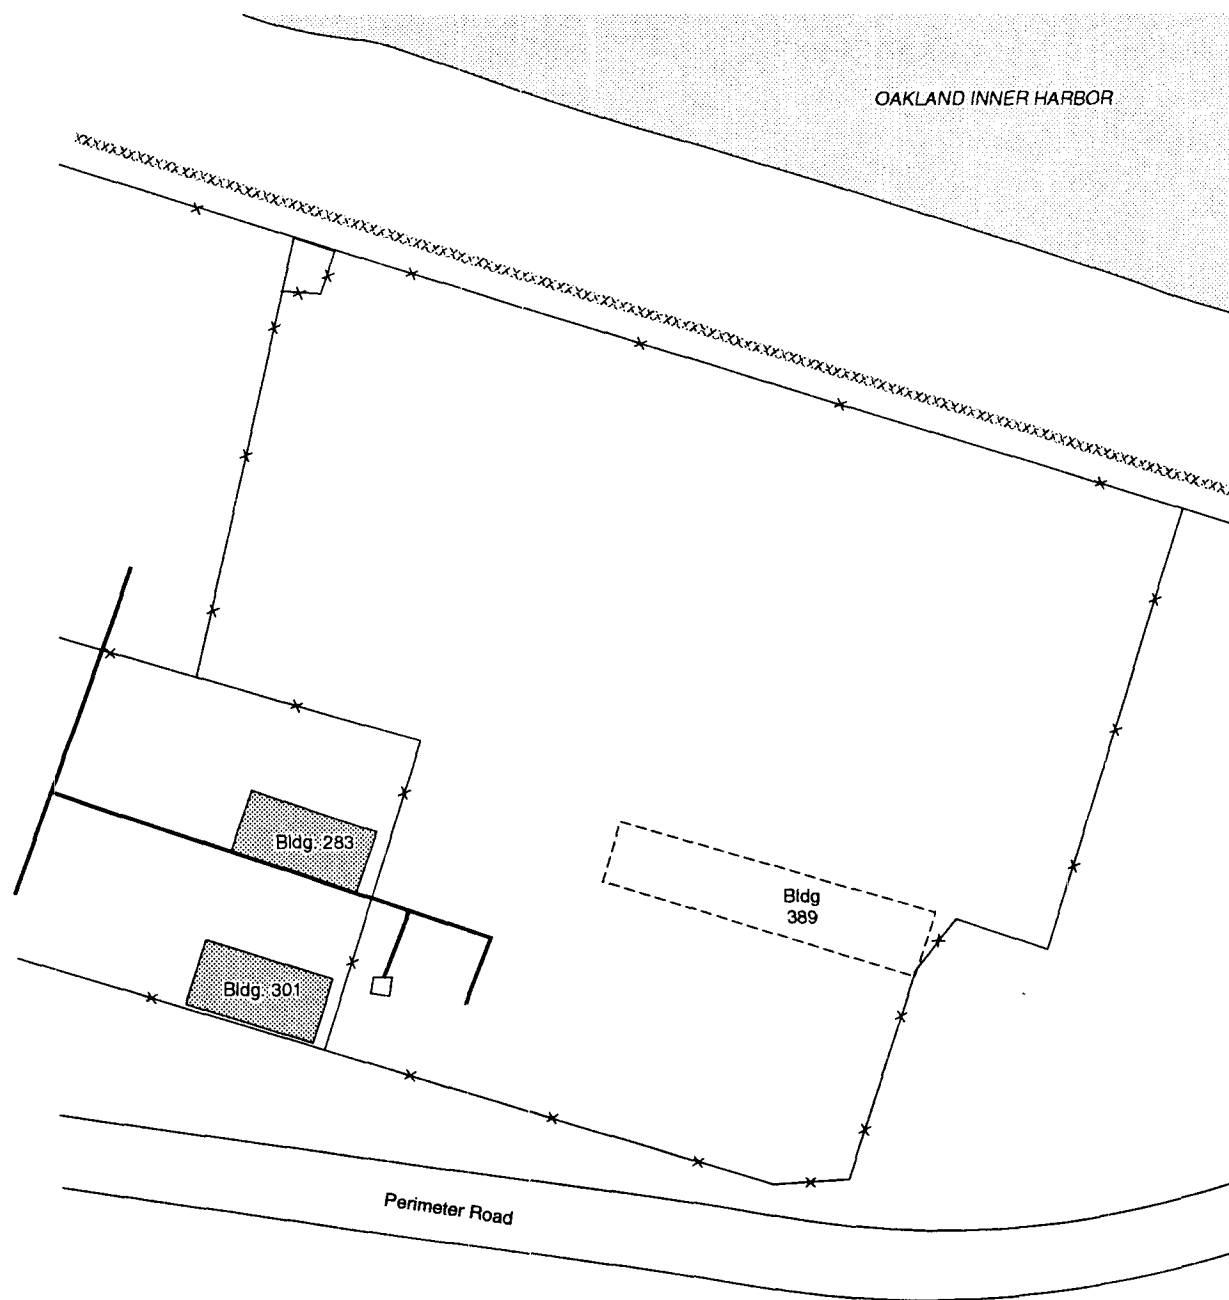 OAKLAND INNER HARBOR
Bldg. 283
Bldg
389
Bldg. 301
Perimeter Road